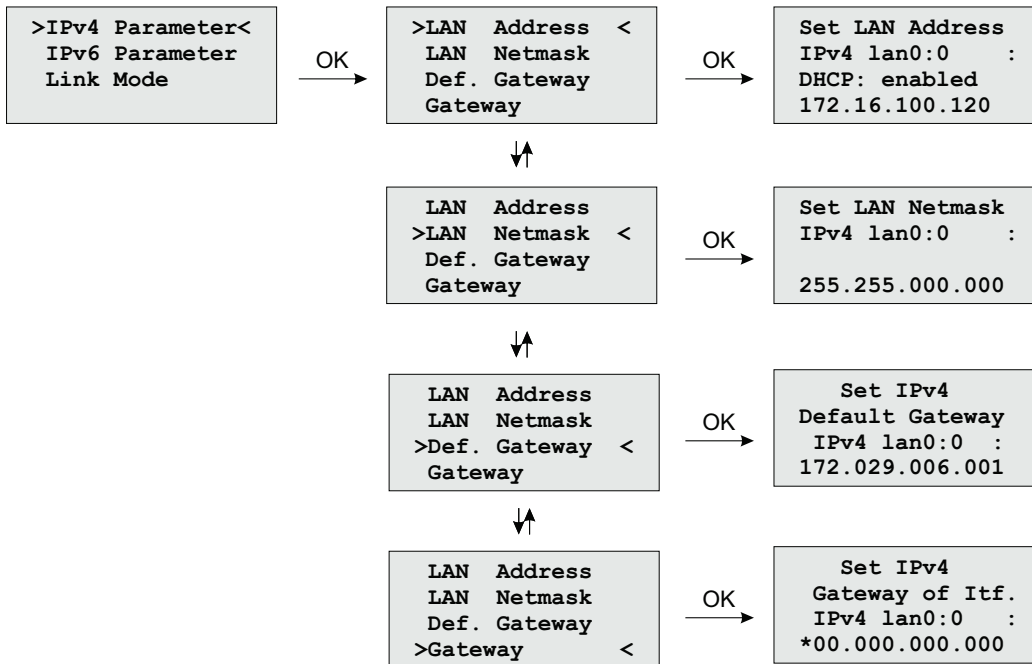 >IPv4 Parameter<
IPv6 Parameter
Link Mode
OK
>LAN Address <
LAN Netmask
Def. Gateway
Gateway
OK
Set LAN Address
IPv4 lan0:0 :
DHCP: enabled
172.16.100.120
LAN Address
>LAN Netmask <
Def. Gateway
Gateway
OK
Set LAN Netmask
IPv4 lan0:0 :
255.255.000.000
LAN Address
LAN Netmask
>Def. Gateway <
Gateway
OK
Set IPv4
Default Gateway
IPv4 lan0:0 :
172.029.006.001
LAN Address
LAN Netmask
Def. Gateway
>Gateway <
OK
Set IPv4
Gateway of Itf.
IPv4 lan0:0 :
*00.000.000.000